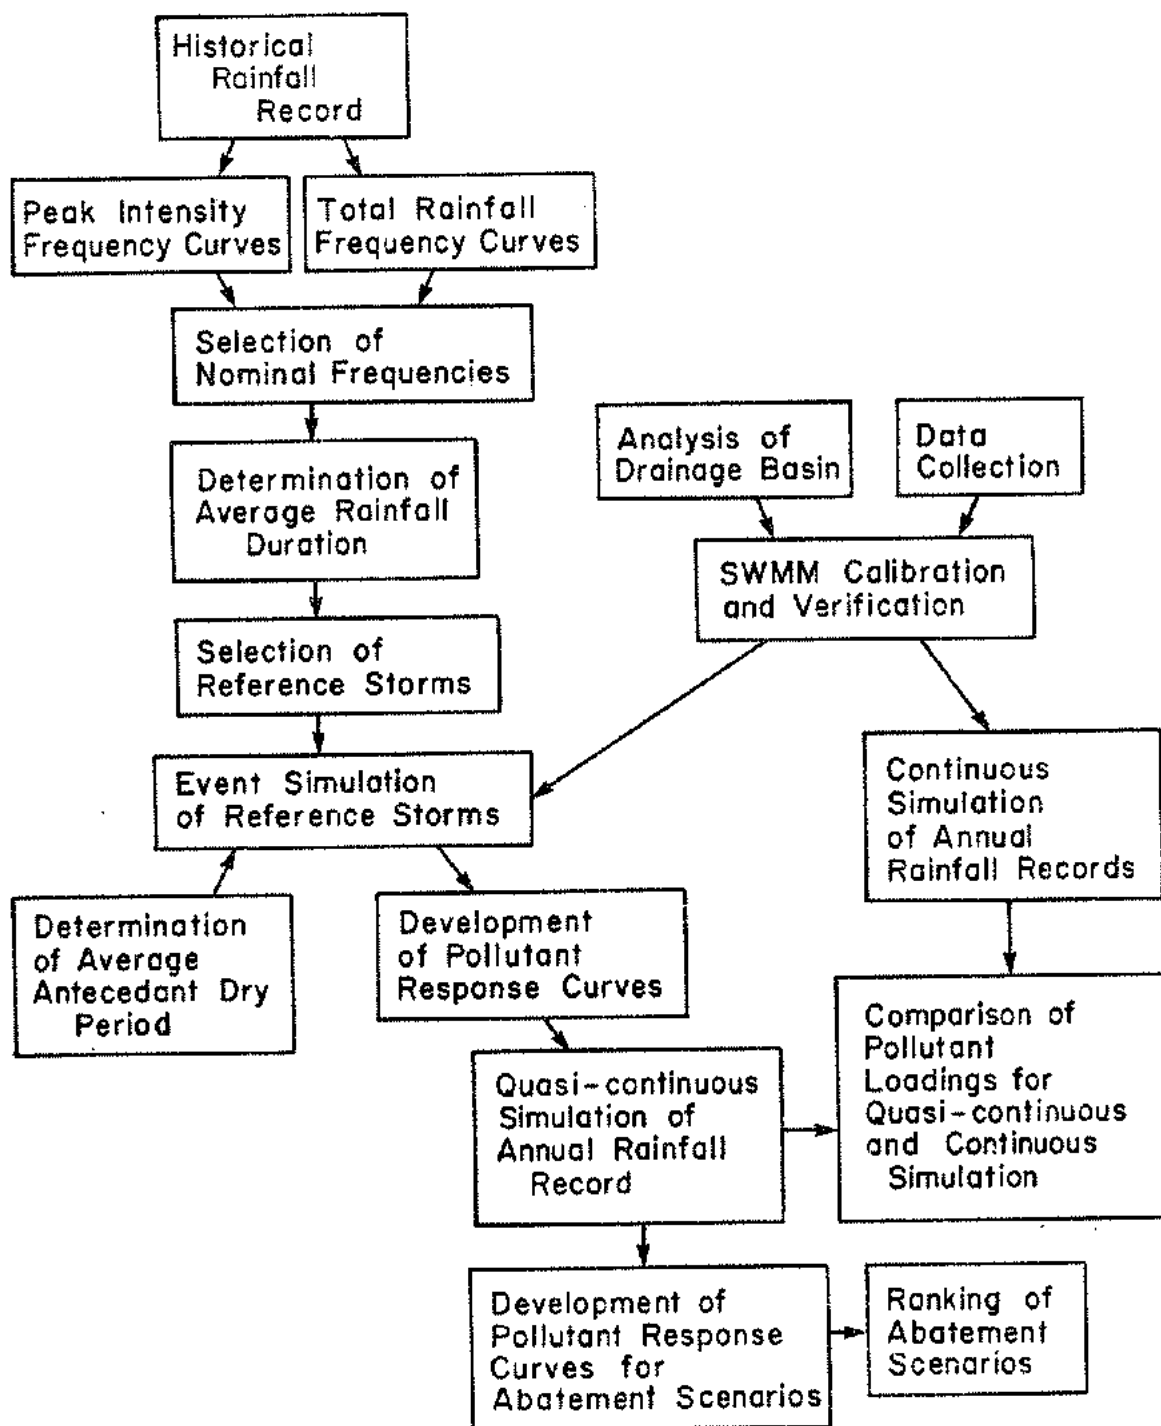 Historical
Rainfall
Record
Peak Intensity
Frequency Curves
Total Rainfall
Frequency Curves
Selection of
Nominal Frequencies
Analysis of
Drainage Basin
Data
Collection
Determination of
Average Rainfall
Duration
SWMM Calibration
and Verification
Selection of
Reference Storms
Event Simulation
of Reference Storms
Continuous
Simulation
of Annual
Rainfall Records
Determination
of Average
Antecedant Dry
Period
Development
of Pollutant
Response Curves
Comparison of
Pollutant
Loadings for
Quasi-continuous
and Continuous
Simulation
Quasi-continuous
Simulation of
Annual Rainfall
Record
Development of
Pollutant Response
Curves for
Abatement Scenarios
Ranking of
Abatement
Scenarios